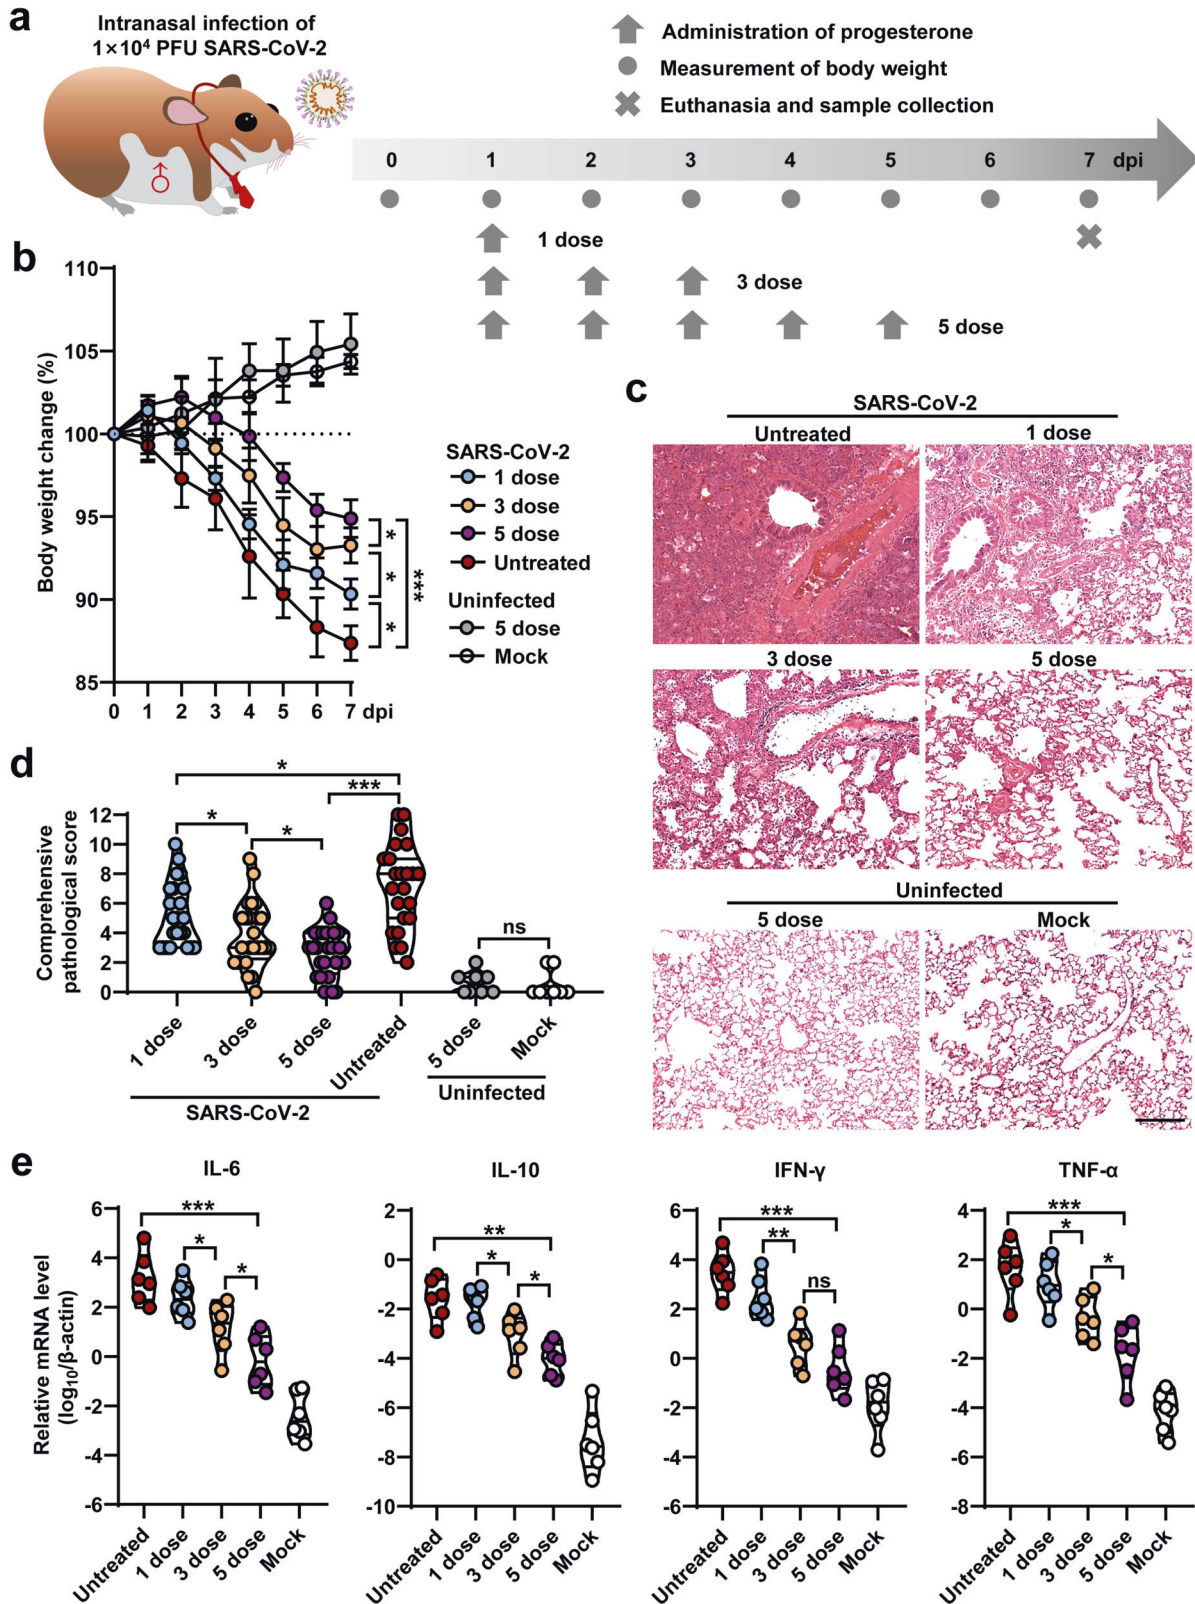 a
Intranasal infection of
1×10⁴ PFU SARS-CoV-2
Administration of progesterone
Measurement of body weight
Euthanasia and sample collection
0 1 2 3 4 5 6 7 dpi
1 dose
3 dose
5 dose
b
Body weight change (%)
110
105
100
95
90
85
0 1 2 3 4 5 6 7 dpi
SARS-CoV-2
1 dose
3 dose
5 dose
Untreated
Uninfected
5 dose
Mock
*
*
*
***
c
SARS-CoV-2
Untreated
1 dose
3 dose
5 dose
Uninfected
5 dose
Mock
d
Comprehensive
pathological score
12
10
8
6
4
2
0
*
***
*
*
ns
1 dose
3 dose
5 dose
Untreated
5 dose
Mock
SARS-CoV-2
Uninfected
e
Relative mRNA level
(log₁₀/β-actin)
IL-6
6
4
2
0
-2
-4
-6
***
*
*
Untreated
1 dose
3 dose
5 dose
Mock
IL-10
2
0
-2
-4
-6
-8
-10
**
*
*
Untreated
1 dose
3 dose
5 dose
Mock
IFN-γ
6
4
2
0
-2
-4
-6
***
**
ns
Untreated
1 dose
3 dose
5 dose
Mock
TNF-α
4
2
0
-2
-4
-6
-8
***
*
*
Untreated
1 dose
3 dose
5 dose
Mock